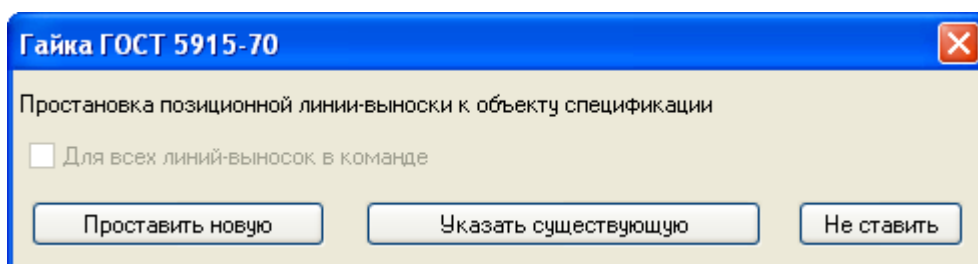 Гайка ГОСТ 5915-70
Простановка позиционной линии-выноски к объекту спецификации
Для всех линий-выносок в команде
Проставить новую Указать существующую Не ставить